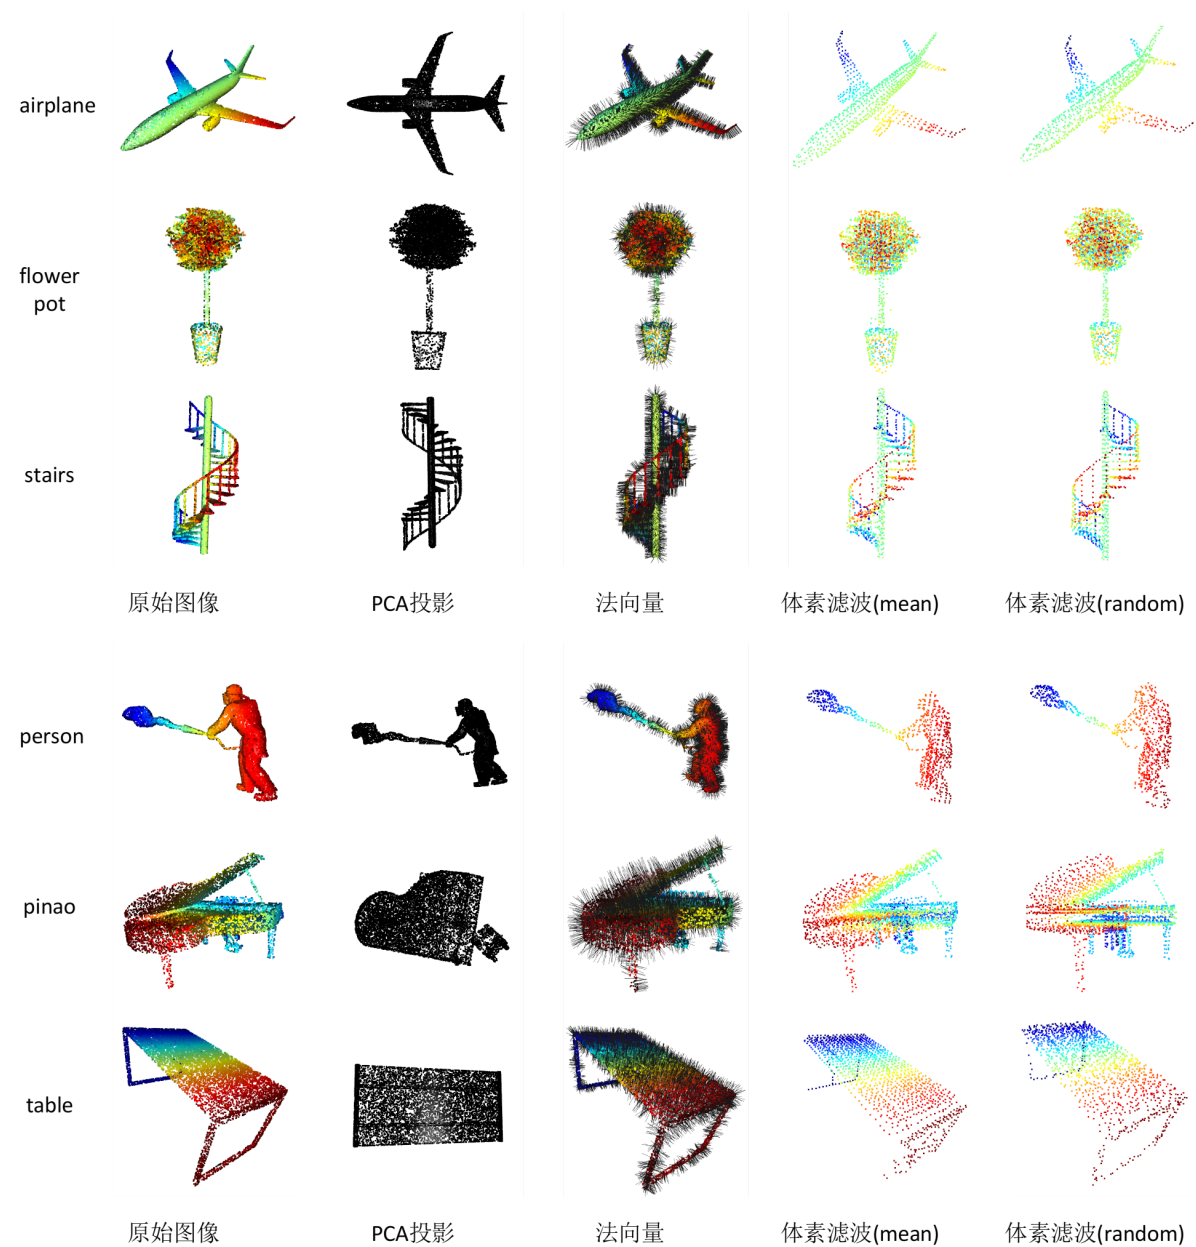 airplane
flower
pot
stairs
原始图像 PCA投影 法向量 体素滤波(mean) 体素滤波(random)
person
pinao
table
原始图像 PCA投影 法向量 体素滤波(mean) 体素滤波(random)